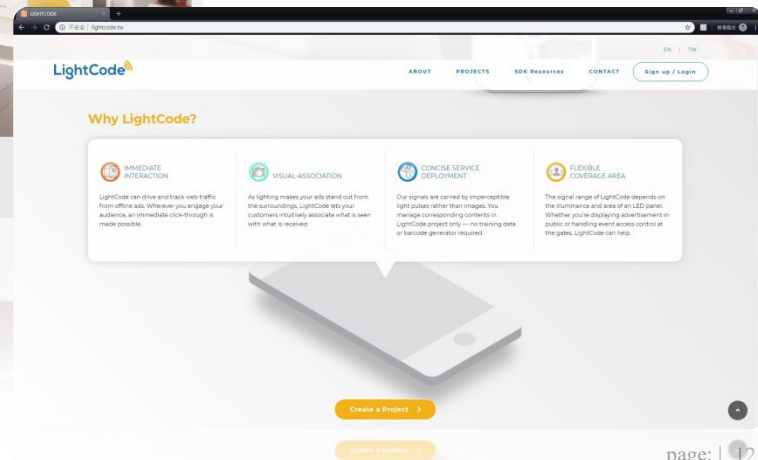 LIGHTCODE
不安全 | lightcode.tw
EN | TW
LightCode
ABOUT PROJECTS SDK Resources CONTACT Sign up / Login
Why LightCode?
IMMEDIATE
INTERACTION
LightCode can drive and track web traffic
from offline ads. Wherever you engage your
audience, an immediate click-through is
made possible.
VISUAL-ASSOCIATION
As lighting makes your ads stand out from
the surroundings, LightCode lets your
customers intuitively associate what is seen
with what is received.
CONCISE SERVICE
DEPLOYMENT
Our signals are carried by imperceptible
light pulses rather than images. You
manage corresponding contents in
LightCode project only --- no training data
or barcode generator required.
FLEXIBLE
COVERAGE AREA
The signal range of LightCode depends on
the illuminance and area of an LED panel.
Whether you're displaying advertisement in
public or handling event access control at
the gates, LightCode can help.
Create a Project >
page: | 12